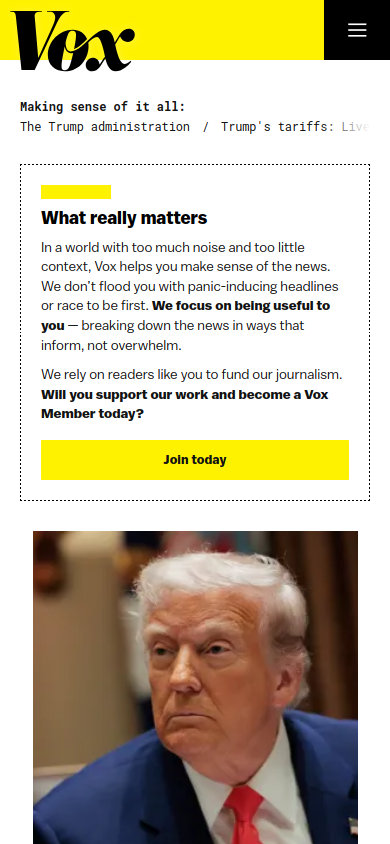 Vox
Making sense of it all:
The Trump administration / Trump's tariffs: Live
What really matters
In a world with too much noise and too little
context, Vox helps you make sense of the news.
We don't flood you with panic-inducing headlines
or race to be first. We focus on being useful to
you — breaking down the news in ways that
inform, not overwhelm.
We rely on readers like you to fund our journalism.
Will you support our work and become a Vox
Member today?
Join today